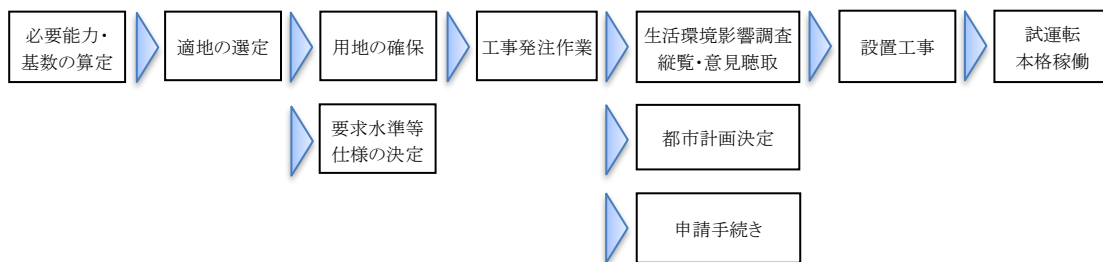 必要能力・
基数の算定
適地の選定
用地の確保
工事発注作業
生活環境影響調査
縦覧・意見聴取
設置工事
試運転
本格稼働
要求水準等
仕様の決定
都市計画決定
申請手続き